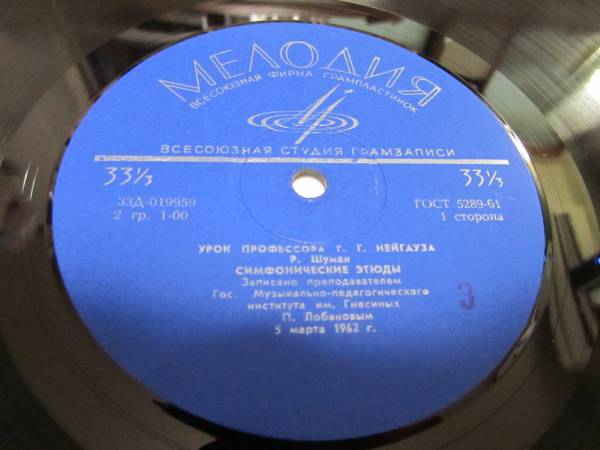 МЕЛОДИЯ
ВСЕСОЮЗНАЯ ФИРМА ГРАМПЛАСТИНОК
ВСЕСОЮЗНАЯ СТУДИЯ ГРАМЗАПИСИ
33⅓ 33⅓
33Д-019959 ГОСТ 5289-61
2 гр. 1-00 1 сторона
УРОК ПРОФЕССОРА Г. Г. НЕЙГАУЗА
Р. Шуман
СИМФОНИЧЕСКИЕ ЭТЮДЫ
Записано преподавателем
Гос. Музыкально-педагогического
института им. Гнесиных
П. Лобановым
5 марта 1962 г.
3